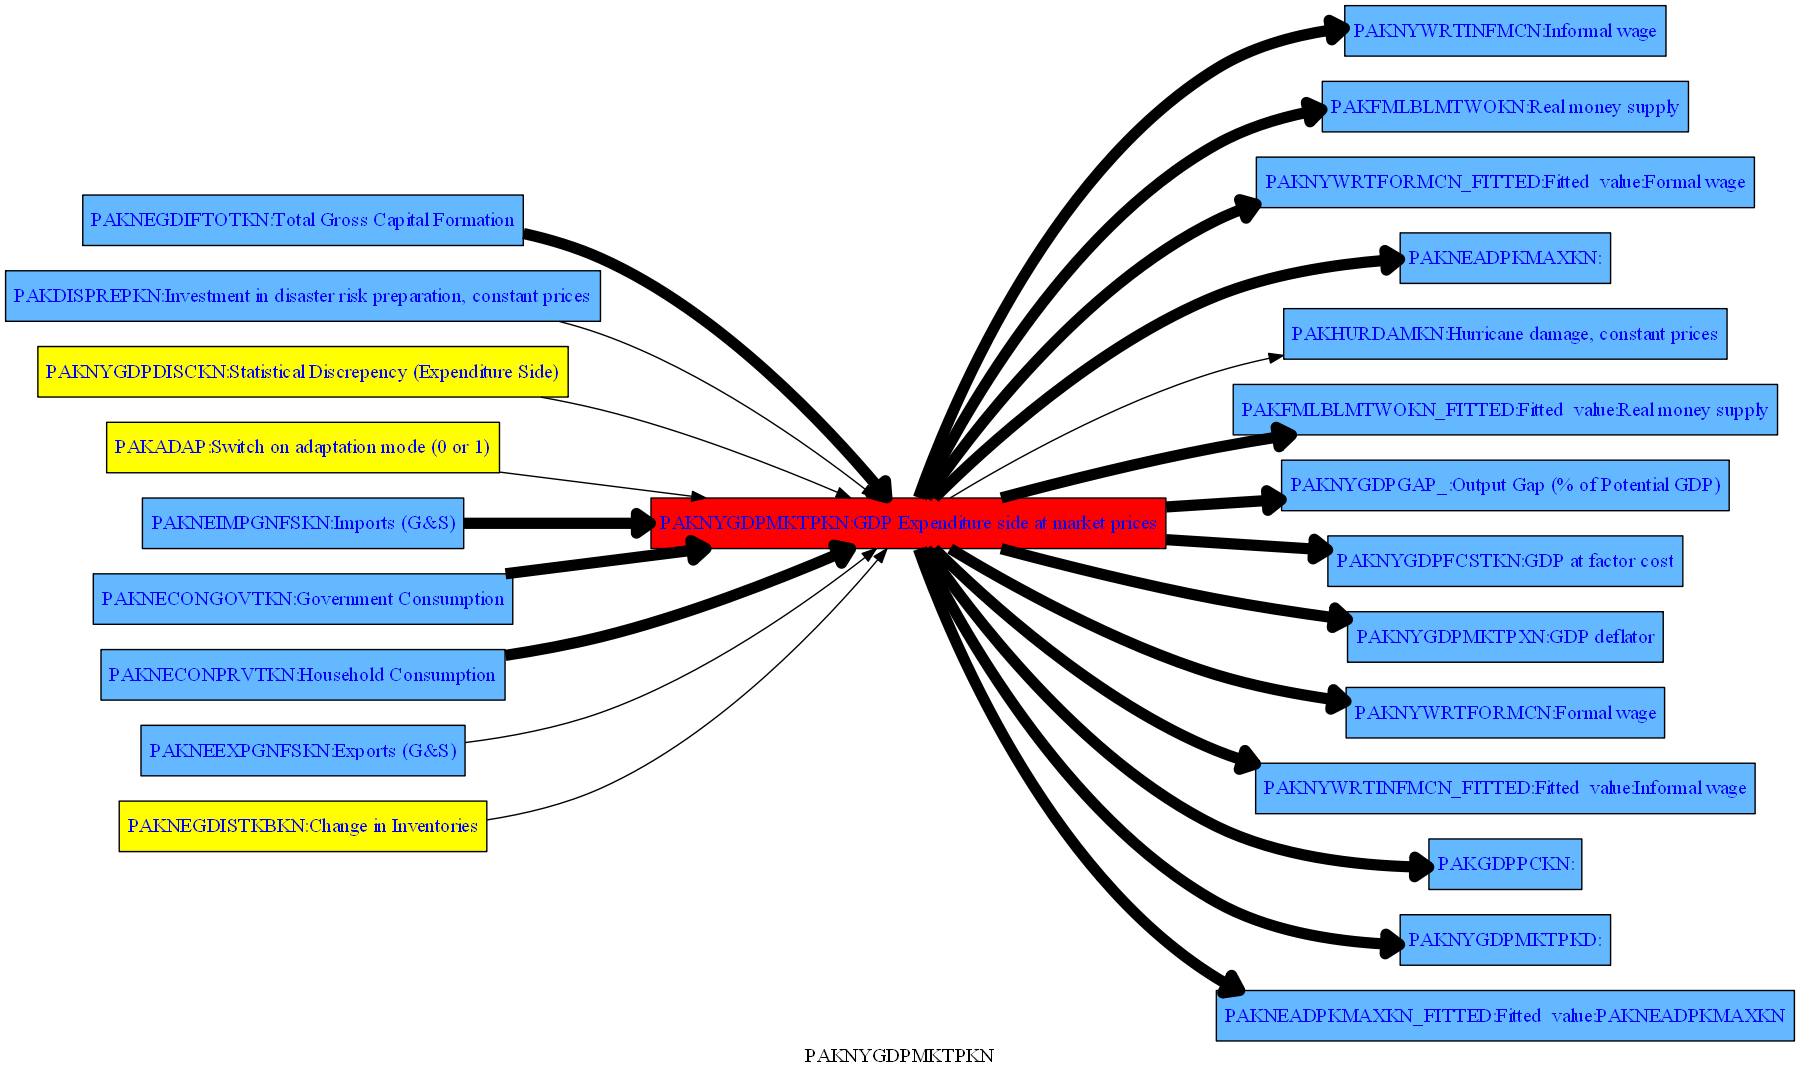 PAKNEGDIFTOTKN:Total Gross Capital Formation
PAKDISPREPKN:Investment in disaster risk preparation, constant prices
PAKNYGDPDISCKN:Statistical Discrepency (Expenditure Side)
PAKADAP:Switch on adaptation mode (0 or 1)
PAKNEIMPGNFSKN:Imports (G&S)
PAKNECONGOVTKN:Government Consumption
PAKNECONPRVTKN:Household Consumption
PAKNEEXPGNFSKN:Exports (G&S)
PAKNEGDISTKBKN:Change in Inventories
PAKNYGDPMKTPKN:GDP Expenditure side at market prices
PAKNYWRTINFMCN:Informal wage
PAKFMLBLMTWOKN:Real money supply
PAKNYWRTFORMCN_FITTED:Fitted  value:Formal wage
PAKNEADPKMAXKN:
PAKHURDAMKN:Hurricane damage, constant prices
PAKFMLBLMTWOKN_FITTED:Fitted  value:Real money supply
PAKNYGDPGAP_:Output Gap (% of Potential GDP)
PAKNYGDPFCSTKN:GDP at factor cost
PAKNYGDPMKTPXN:GDP deflator
PAKNYWRTFORMCN:Formal wage
PAKNYWRTINFMCN_FITTED:Fitted  value:Informal wage
PAKGDPPCKN:
PAKNYGDPMKTPKD:
PAKNEADPKMAXKN_FITTED:Fitted  value:PAKNEADPKMAXKN
PAKNYGDPMKTPKN